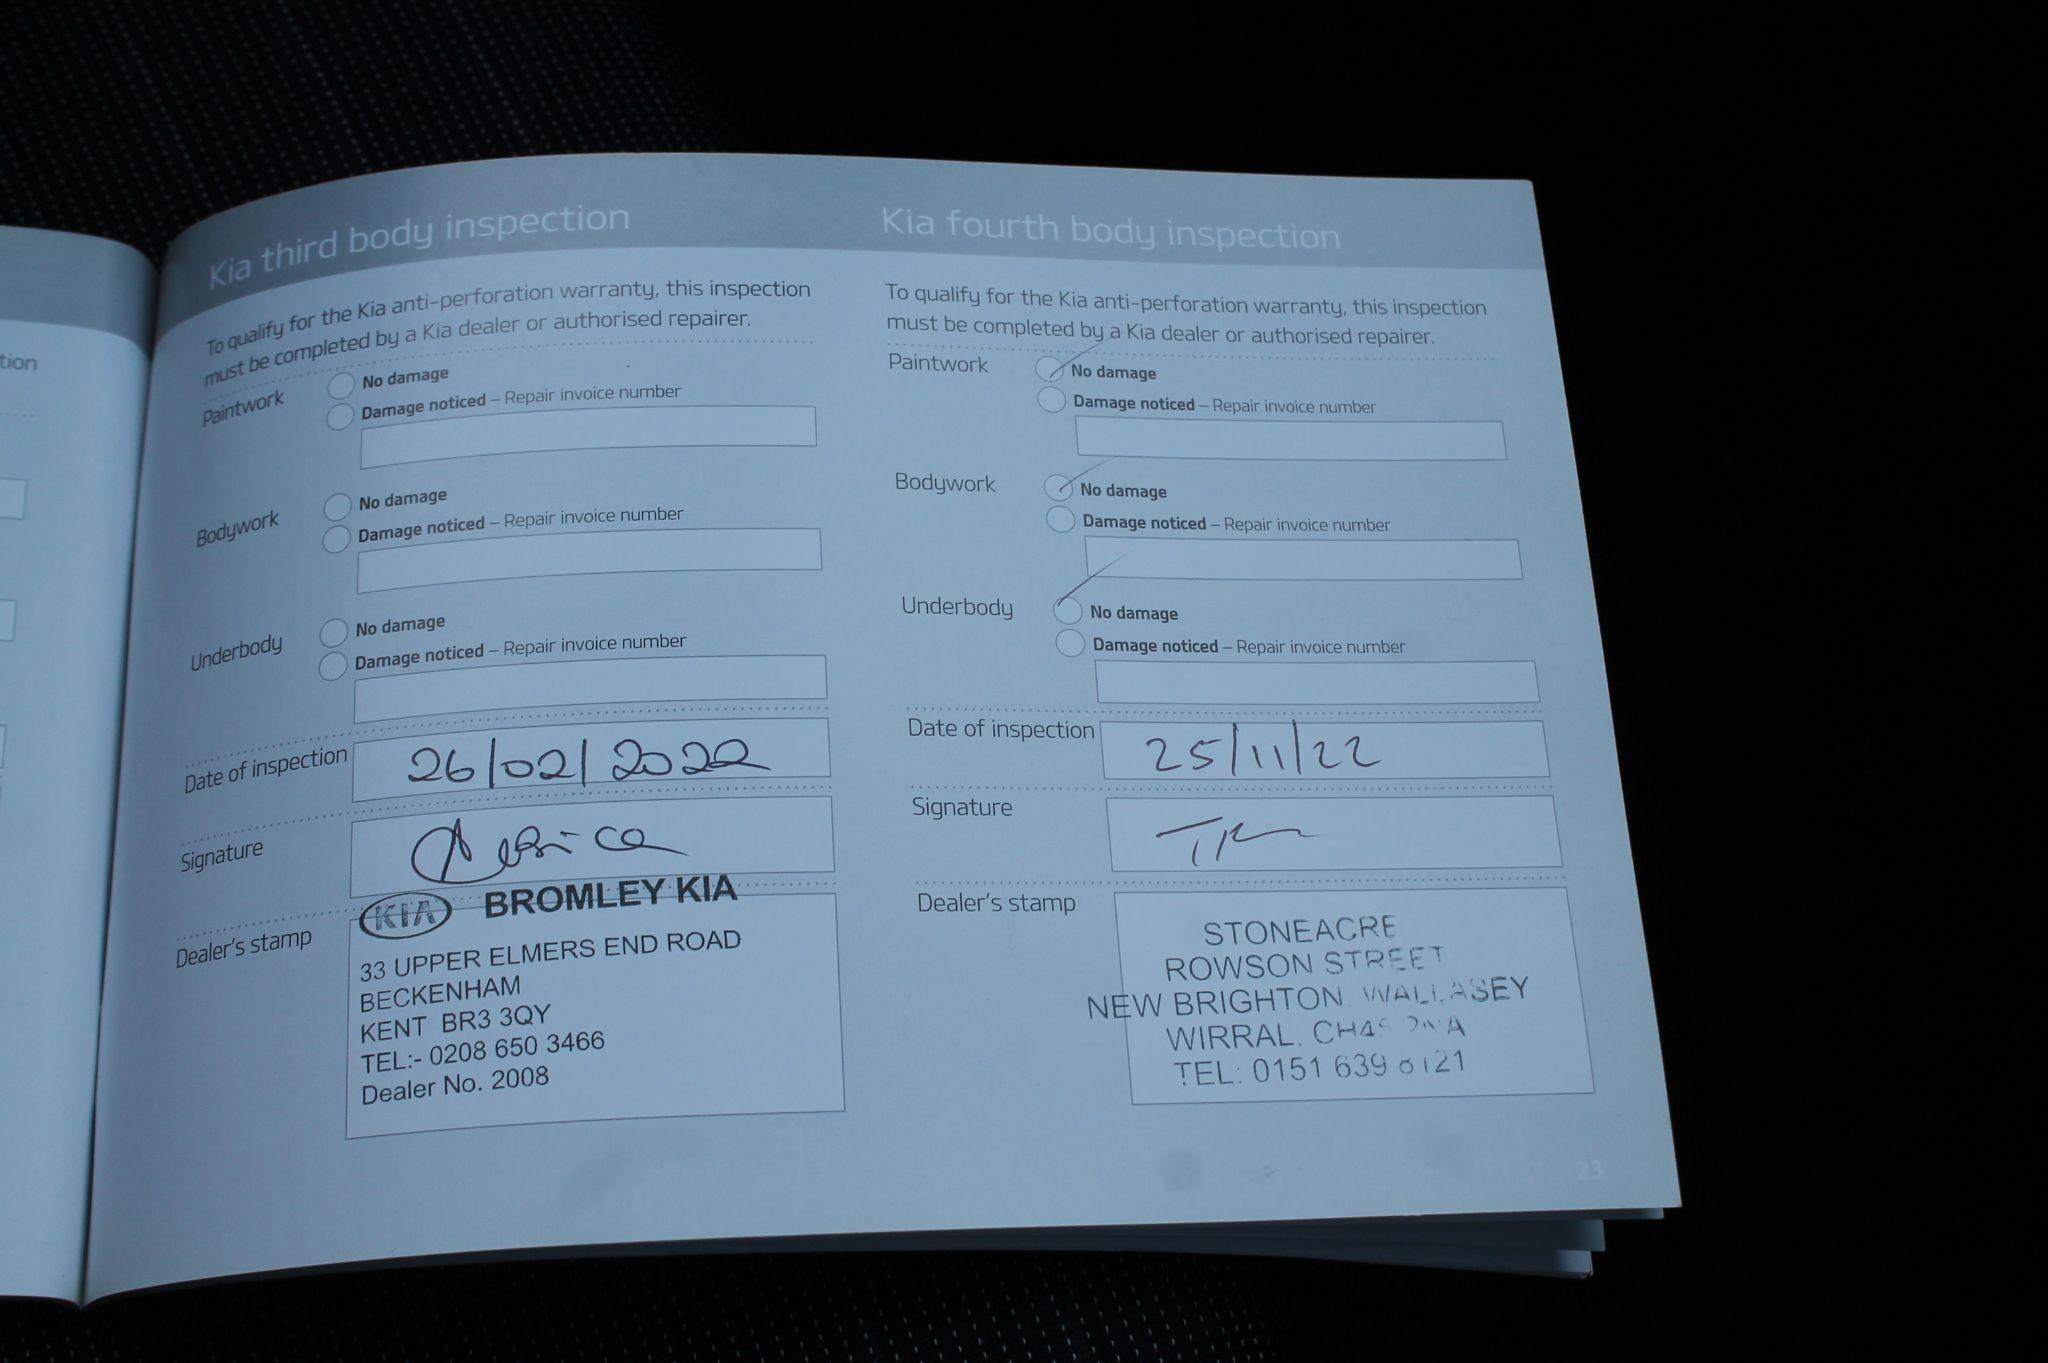 tion
Kia third body inspection
To qualify for the Kia anti-perforation warranty, this inspection
must be completed by a Kia dealer or authorised repairer.
Paintwork
No damage
Damage noticed – Repair invoice number
Bodywork
No damage
Damage noticed – Repair invoice number
Underbody
No damage
Damage noticed – Repair invoice number
Date of inspection 26/02/2022
Signature
Dealer's stamp
KIA BROMLEY KIA
33 UPPER ELMERS END ROAD
BECKENHAM
KENT BR3 3QY
TEL:- 0208 650 3466
Dealer No. 2008
Kia fourth body inspection
To qualify for the Kia anti-perforation warranty, this inspection
must be completed by a Kia dealer or authorised repairer.
Paintwork
No damage
Damage noticed – Repair invoice number
Bodywork
No damage
Damage noticed – Repair invoice number
Underbody
No damage
Damage noticed – Repair invoice number
Date of inspection 25/11/22
Signature
Dealer's stamp
STONEACRE
ROWSON STREET
NEW BRIGHTON. WALLASEY
WIRRAL.
TEL: 0151 639
23